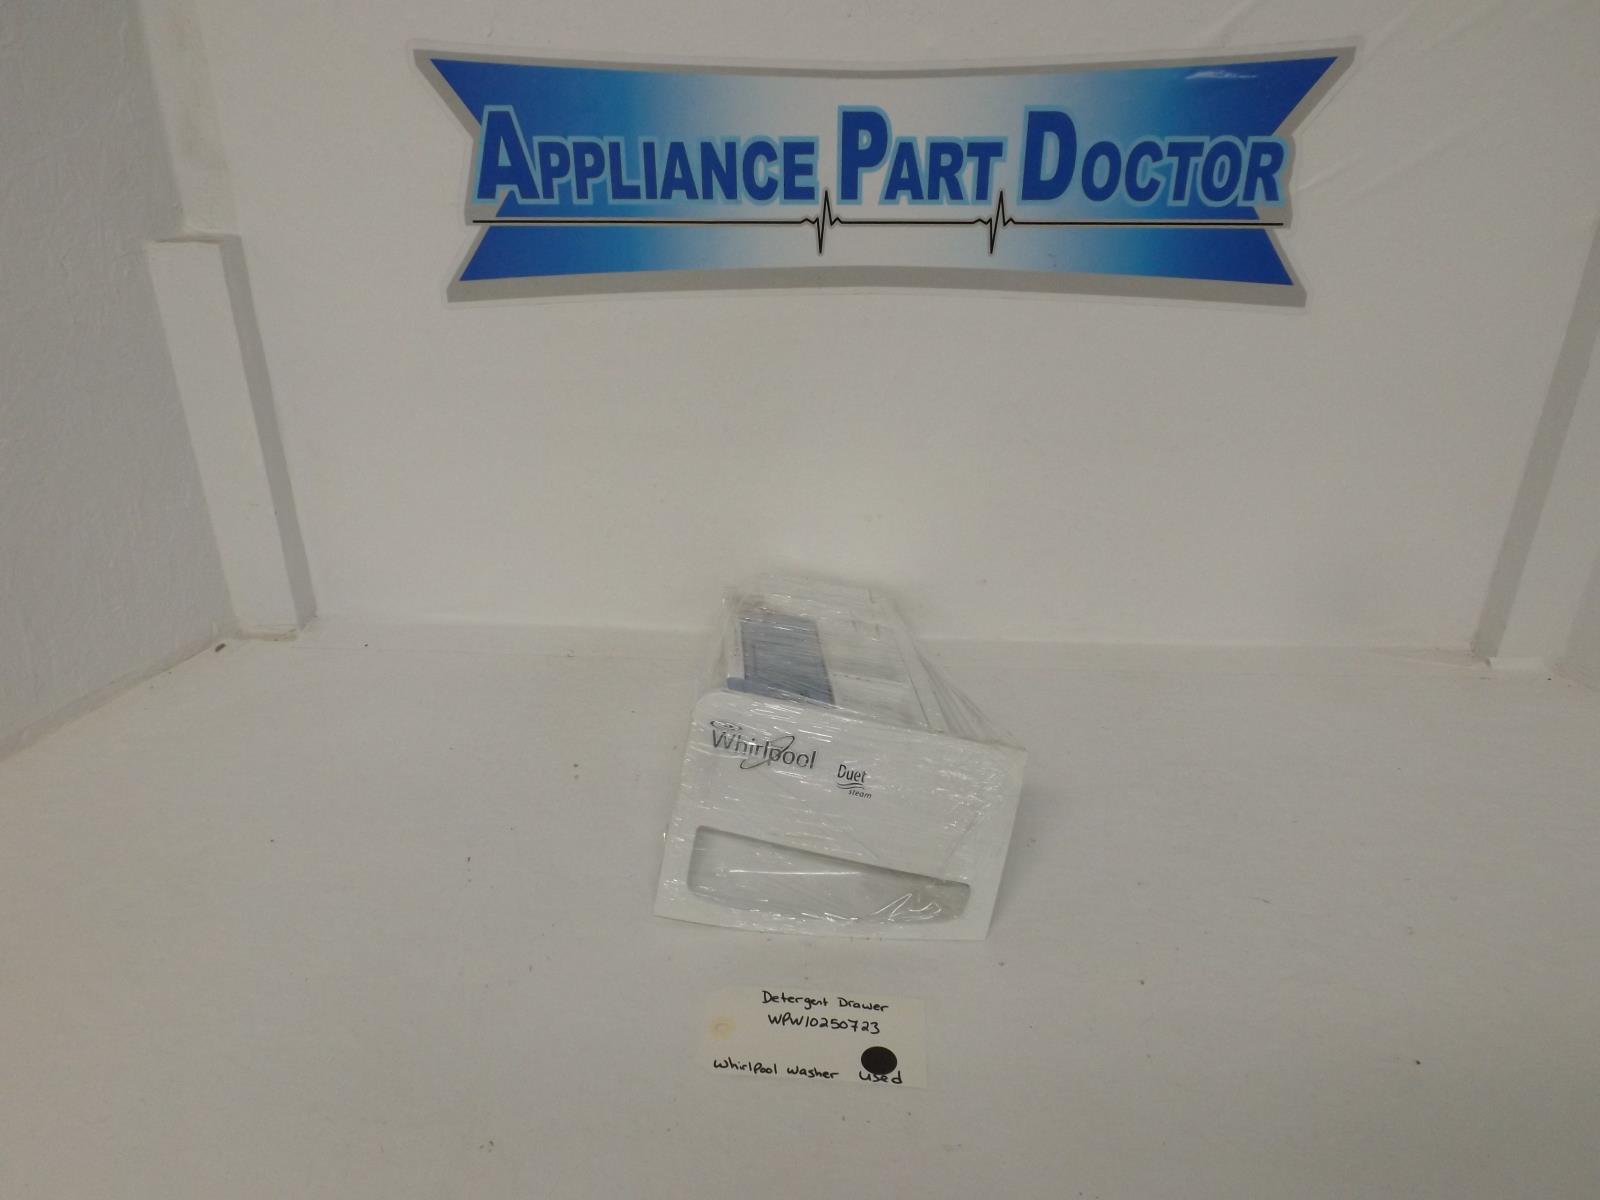 APPLIANCE PART DOCTOR
Whirlpool
Duet
steam
Detergent Drawer
WPW10250723
Whirlpool Washer used